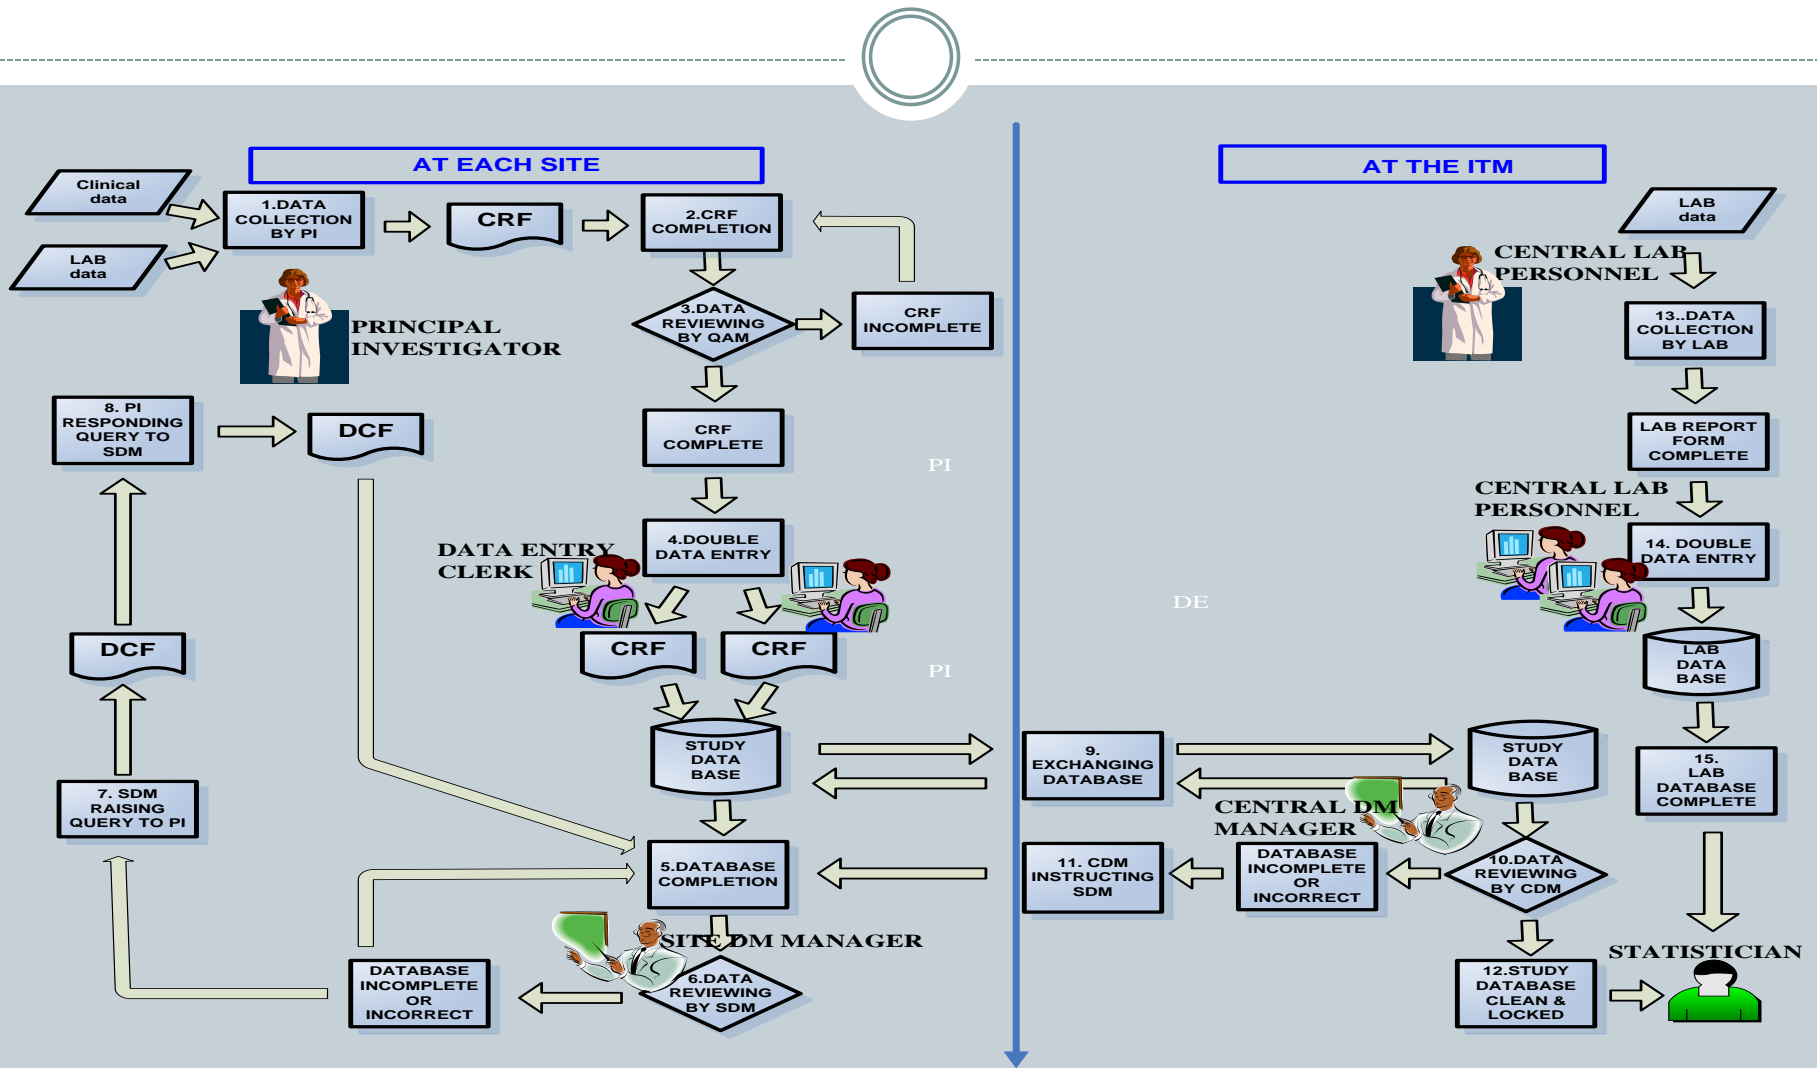 AT EACH SITE
Clinical
data
LAB
data
1.DATA
COLLECTION
BY PI
CRF
2.CRF
COMPLETION
PRINCIPAL
INVESTIGATOR
3.DATA
REVIEWING
BY QAM
CRF
INCOMPLETE
CRF
COMPLETE
8. PI
RESPONDING
QUERY TO
SDM
DCF
PI
4.DOUBLE
DATA ENTRY
DATA ENTRY
CLERK
DCF
CRF
CRF
PI
STUDY
DATA
BASE
7. SDM
RAISING
QUERY TO PI
5.DATABASE
COMPLETION
SITE DM MANAGER
DATABASE
INCOMPLETE
OR
INCORRECT
6.DATA
REVIEWING
BY SDM
AT THE ITM
LAB
data
CENTRAL LAB
PERSONNEL
13..DATA
COLLECTION
BY LAB
LAB REPORT
FORM
COMPLETE
CENTRAL LAB
PERSONNEL
14. DOUBLE
DATA ENTRY
DE
LAB
DATA
BASE
9.
EXCHANGING
DATABASE
STUDY
DATA
BASE
15.
LAB
DATABASE
COMPLETE
CENTRAL DM
MANAGER
11. CDM
INSTRUCTING
SDM
DATABASE
INCOMPLETE
OR
INCORRECT
10.DATA
REVIEWING
BY CDM
STATISTICIAN
12.STUDY
DATABASE
CLEAN &
LOCKED